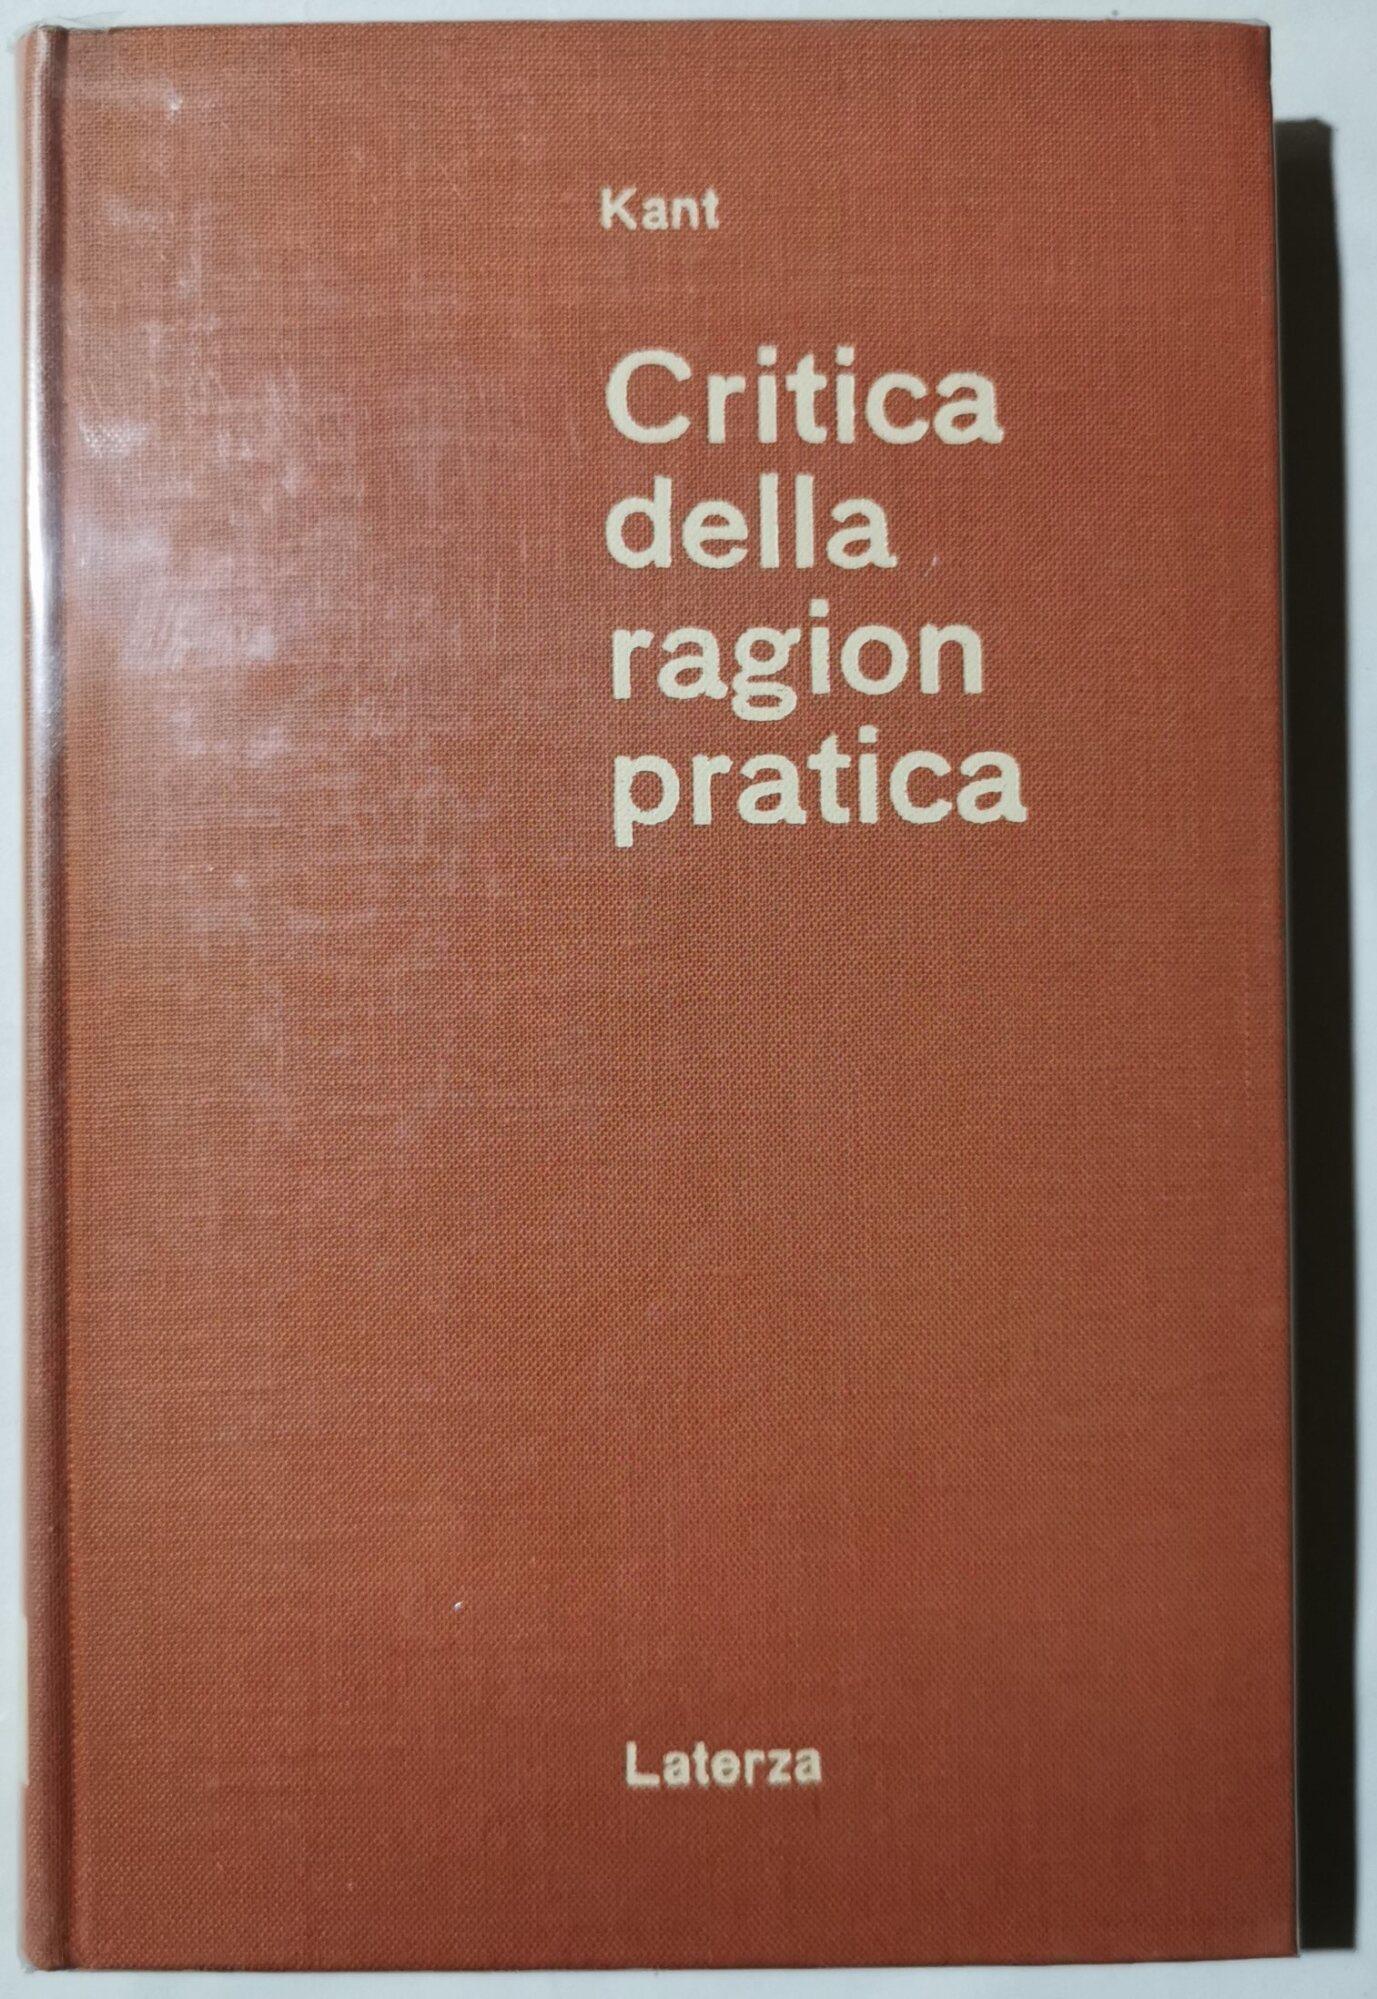 Kant
Critica
della
ragion
pratica
Laterza